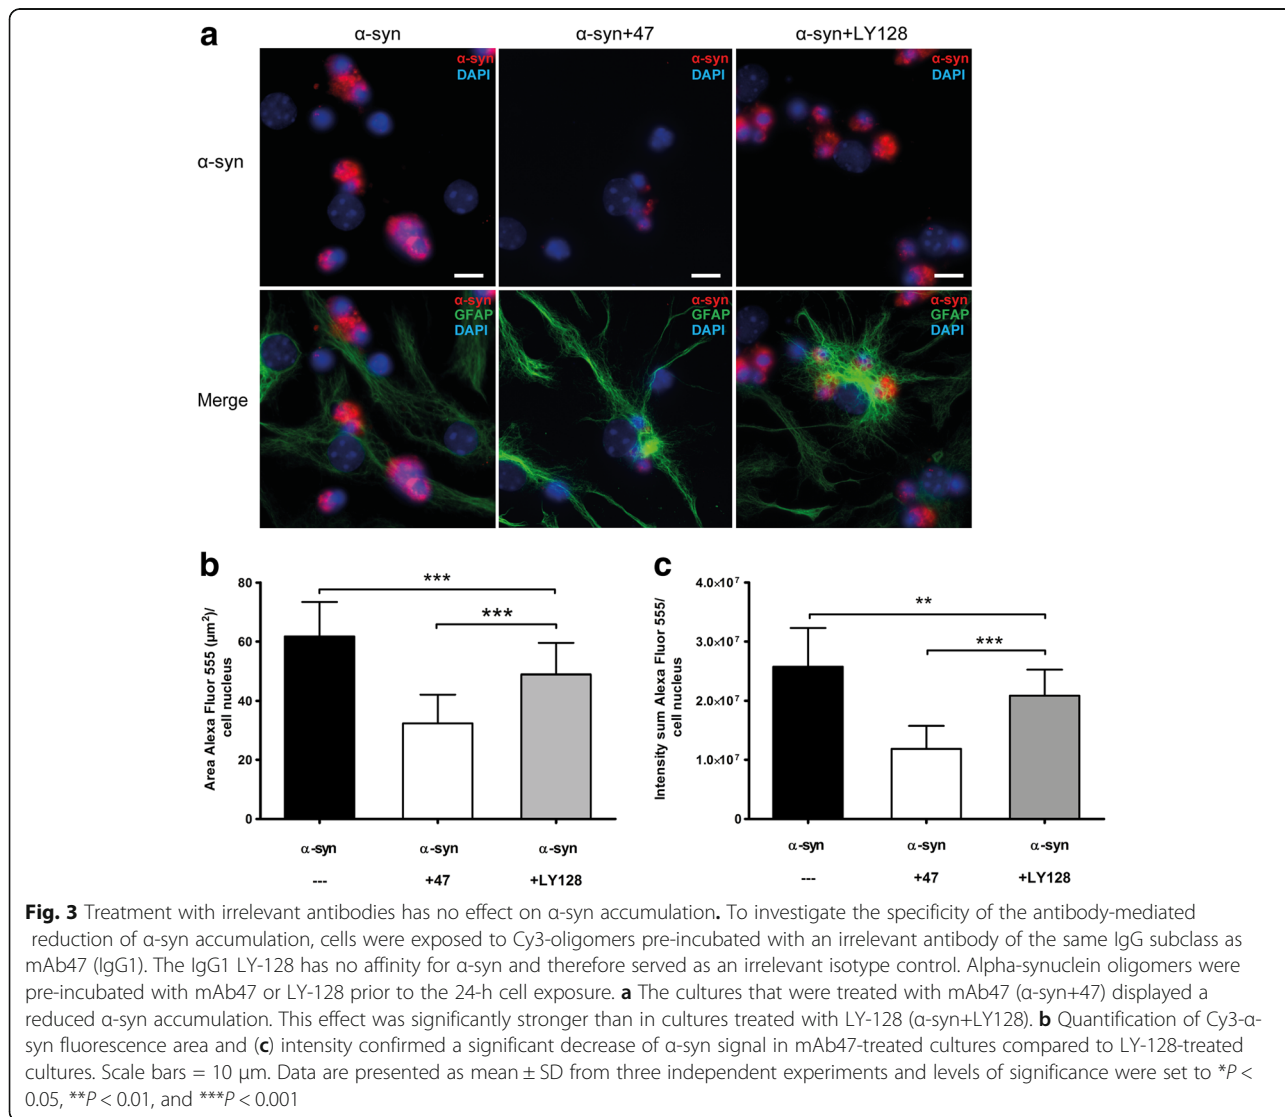 a
α-syn
α-syn+47
α-syn+LY128
α-syn
α-syn
DAPI
α-syn
DAPI
α-syn
DAPI
Merge
α-syn
GFAP
DAPI
α-syn
GFAP
DAPI
α-syn
GFAP
DAPI
b
Area Alexa Fluor 555 (μm²)/
cell nucleus
80
60
40
20
0
***
***
α-syn
α-syn
α-syn
---
+47
+LY128
c
Intensity sum Alexa Fluor 555/
cell nucleus
4.0×10⁷
3.0×10⁷
2.0×10⁷
1.0×10⁷
0
**
***
α-syn
α-syn
α-syn
---
+47
+LY128
Fig. 3 Treatment with irrelevant antibodies has no effect on α-syn accumulation. To investigate the specificity of the antibody-mediated
reduction of α-syn accumulation, cells were exposed to Cy3-oligomers pre-incubated with an irrelevant antibody of the same IgG subclass as
mAb47 (IgG1). The IgG1 LY-128 has no affinity for α-syn and therefore served as an irrelevant isotype control. Alpha-synuclein oligomers were
pre-incubated with mAb47 or LY-128 prior to the 24-h cell exposure. a The cultures that were treated with mAb47 (α-syn+47) displayed a
reduced α-syn accumulation. This effect was significantly stronger than in cultures treated with LY-128 (α-syn+LY128). b Quantification of Cy3-α-
syn fluorescence area and (c) intensity confirmed a significant decrease of α-syn signal in mAb47-treated cultures compared to LY-128-treated
cultures. Scale bars = 10 μm. Data are presented as mean ± SD from three independent experiments and levels of significance were set to *P <
0.05, **P < 0.01, and ***P < 0.001